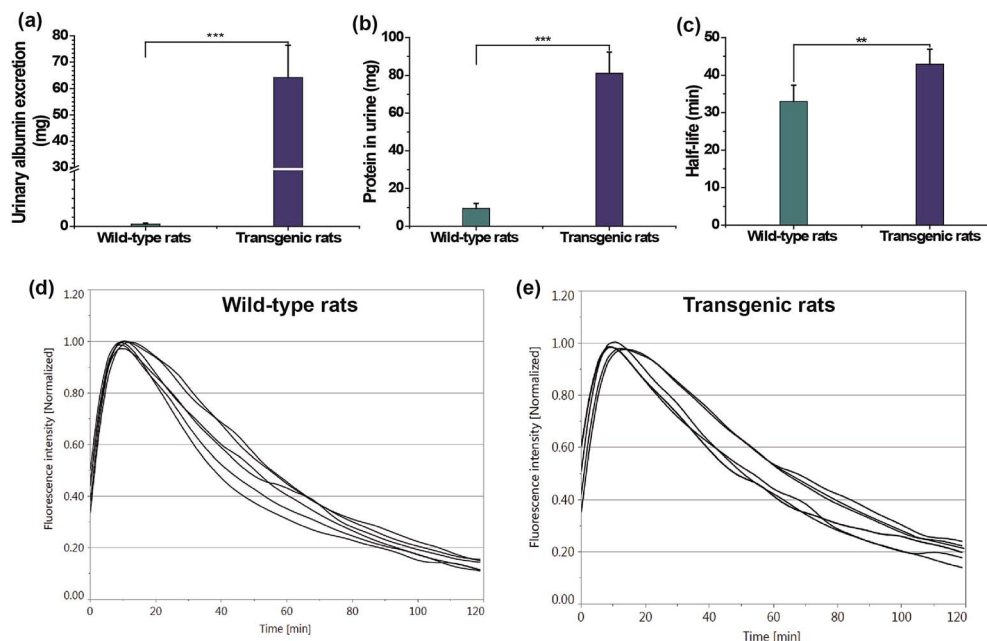 (a)
Urinary albumin excretion
(mg)
80
70
60
50
40
30
0
***
Wild-type rats
Transgenic rats
(b)
Protein in urine (mg)
100
80
60
40
20
0
***
Wild-type rats
Transgenic rats
(c)
Half-life (min)
50
40
30
20
10
0
**
Wild-type rats
Transgenic rats
(d)
Wild-type rats
Fluorescence intensity [Normalized]
1.20
1.00
0.80
0.60
0.40
0.20
0.00
0 20 40 60 80 100 120
Time [min]
(e)
Transgenic rats
Fluorescence intensity [Normalized]
1.20
1.00
0.80
0.60
0.40
0.20
0.00
0 20 40 60 80 100 120
Time [min]